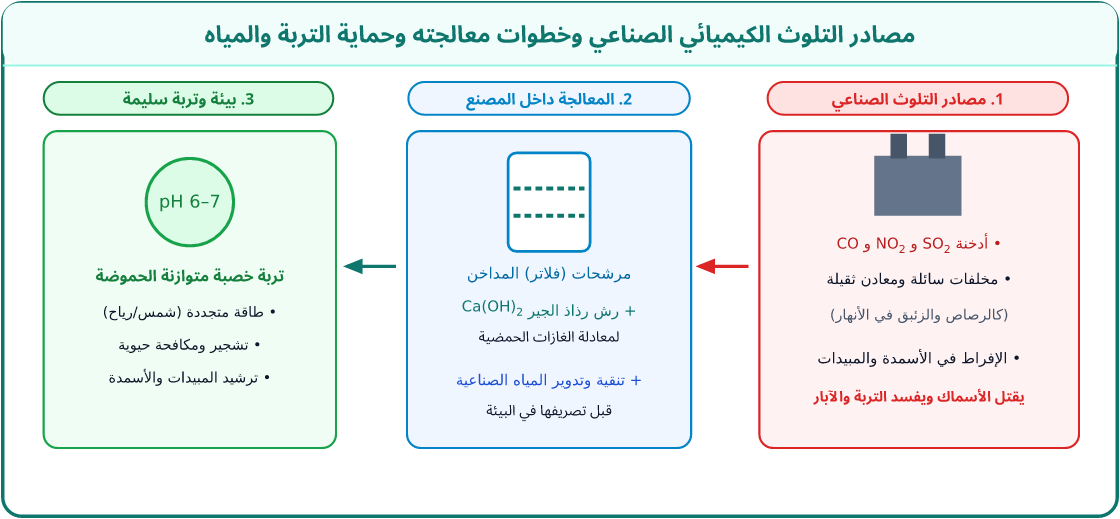 مصادر التلوث الكيميائي الصناعي وخطوات معالجته وحماية التربة والمياه
1. مصادر التلوث الصناعي
• أدخنة SO₂ و NO₂ و CO
• مخلفات سائلة ومعادن ثقيلة
(كالرصاص والزئبق في الأنهار)
• الإفراط في الأسمدة والمبيدات
يقتل الأسماك ويفسد التربة والآبار
2. المعالجة داخل المصنع
مرشحات (فلاتر) المداخن
+ رش رذاذ الجير Ca(OH)₂
لمعادلة الغازات الحمضية
+ تنقية وتدوير المياه الصناعية
قبل تصريفها في البيئة
3. بيئة وتربة سليمة
pH 6–7
تربة خصبة متوازنة الحموضة
• طاقة متجددة (شمس/رياح)
• تشجير ومكافحة حيوية
• ترشيد المبيدات والأسمدة